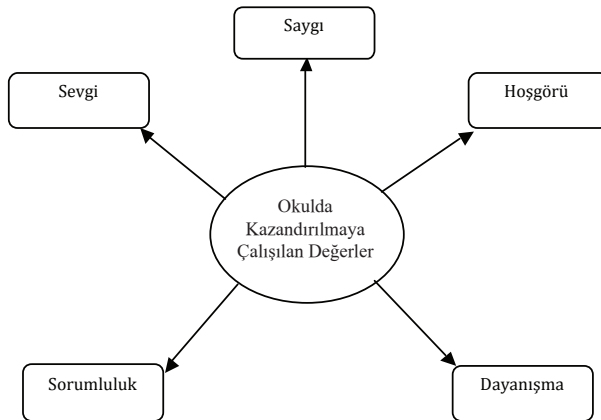 Saygı
Sevgi
Hoşgörü
Okulda
Kazandırılmaya
Çalışılan Değerler
Sorumluluk
Dayanışma